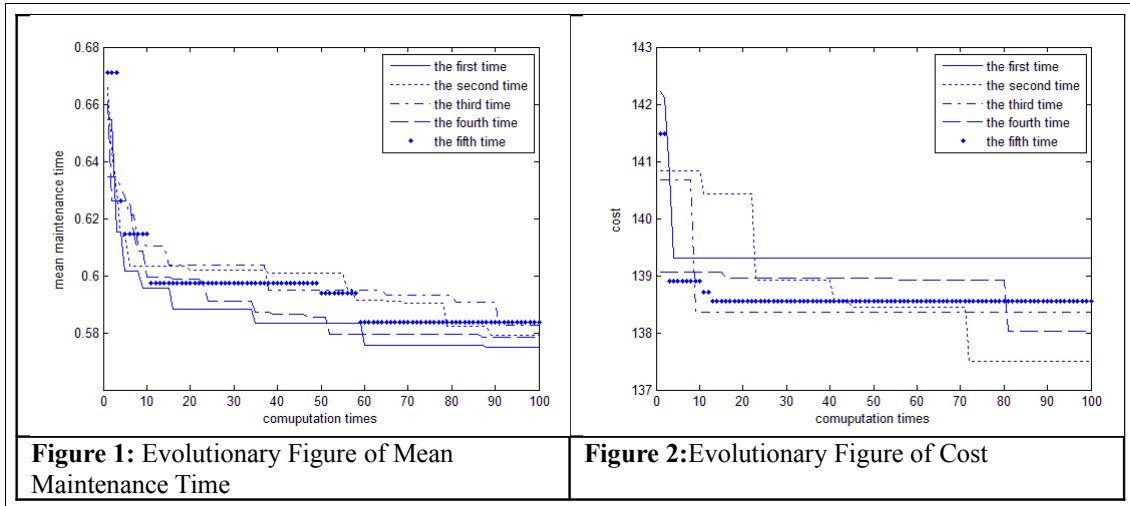 0.68
0.66
0.64
0.62
0.6
0.58
mean maintenance time
0 10 20 30 40 50 60 70 80 90 100
comuputation times
the first time
the second time
the third time
the fourth time
the fifth time
143
142
141
140
139
138
137
cost
0 10 20 30 40 50 60 70 80 90 100
comuputation times
the first time
the second time
the third time
the fourth time
the fifth time
Figure 1: Evolutionary Figure of Mean
Maintenance Time
Figure 2:Evolutionary Figure of Cost